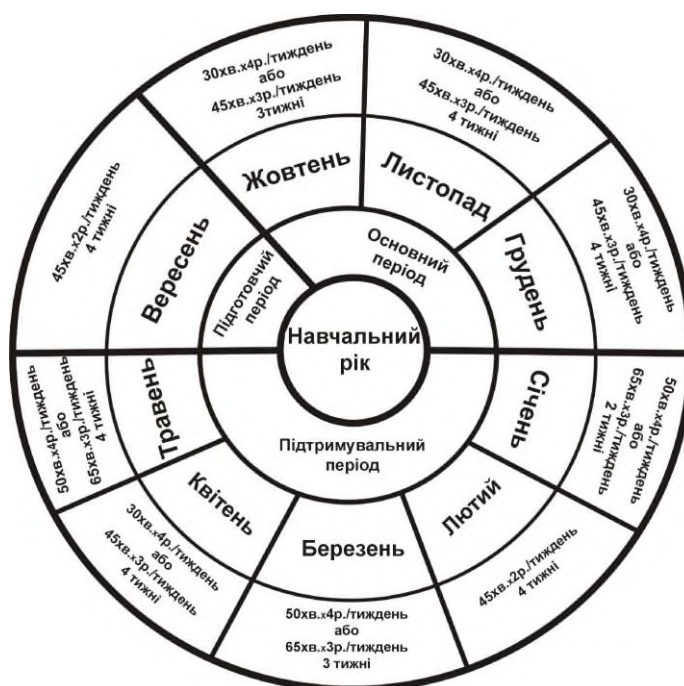 Навчальний
рік
Підготовчий
період
Основний
період
Підтримувальний
період
Вересень
45хв.х2р./тиждень
4 тижні
Жовтень
30хв.х4р./тиждень
або
45хв.х3р./тиждень
3тижні
Листопад
30хв.х4р./тиждень
або
45хв.х3р./тиждень
4 тижні
Грудень
30хв.х4р./тиждень
або
45хв.х3р./тиждень
4 тижні
Січень
50хв.х4р./тиждень
або
65хв.х3р./тиждень
2 тижні
Лютий
45хв.х2р./тиждень
4 тижні
Березень
50хв.х4р./тиждень
або
65хв.х3р./тиждень
3 тижні
Квітень
30хв.х4р./тиждень
або
45хв.х3р./тиждень
4 тижні
Травень
50хв.х4р./тиждень
або
65хв.х3р./тиждень
4 тижні